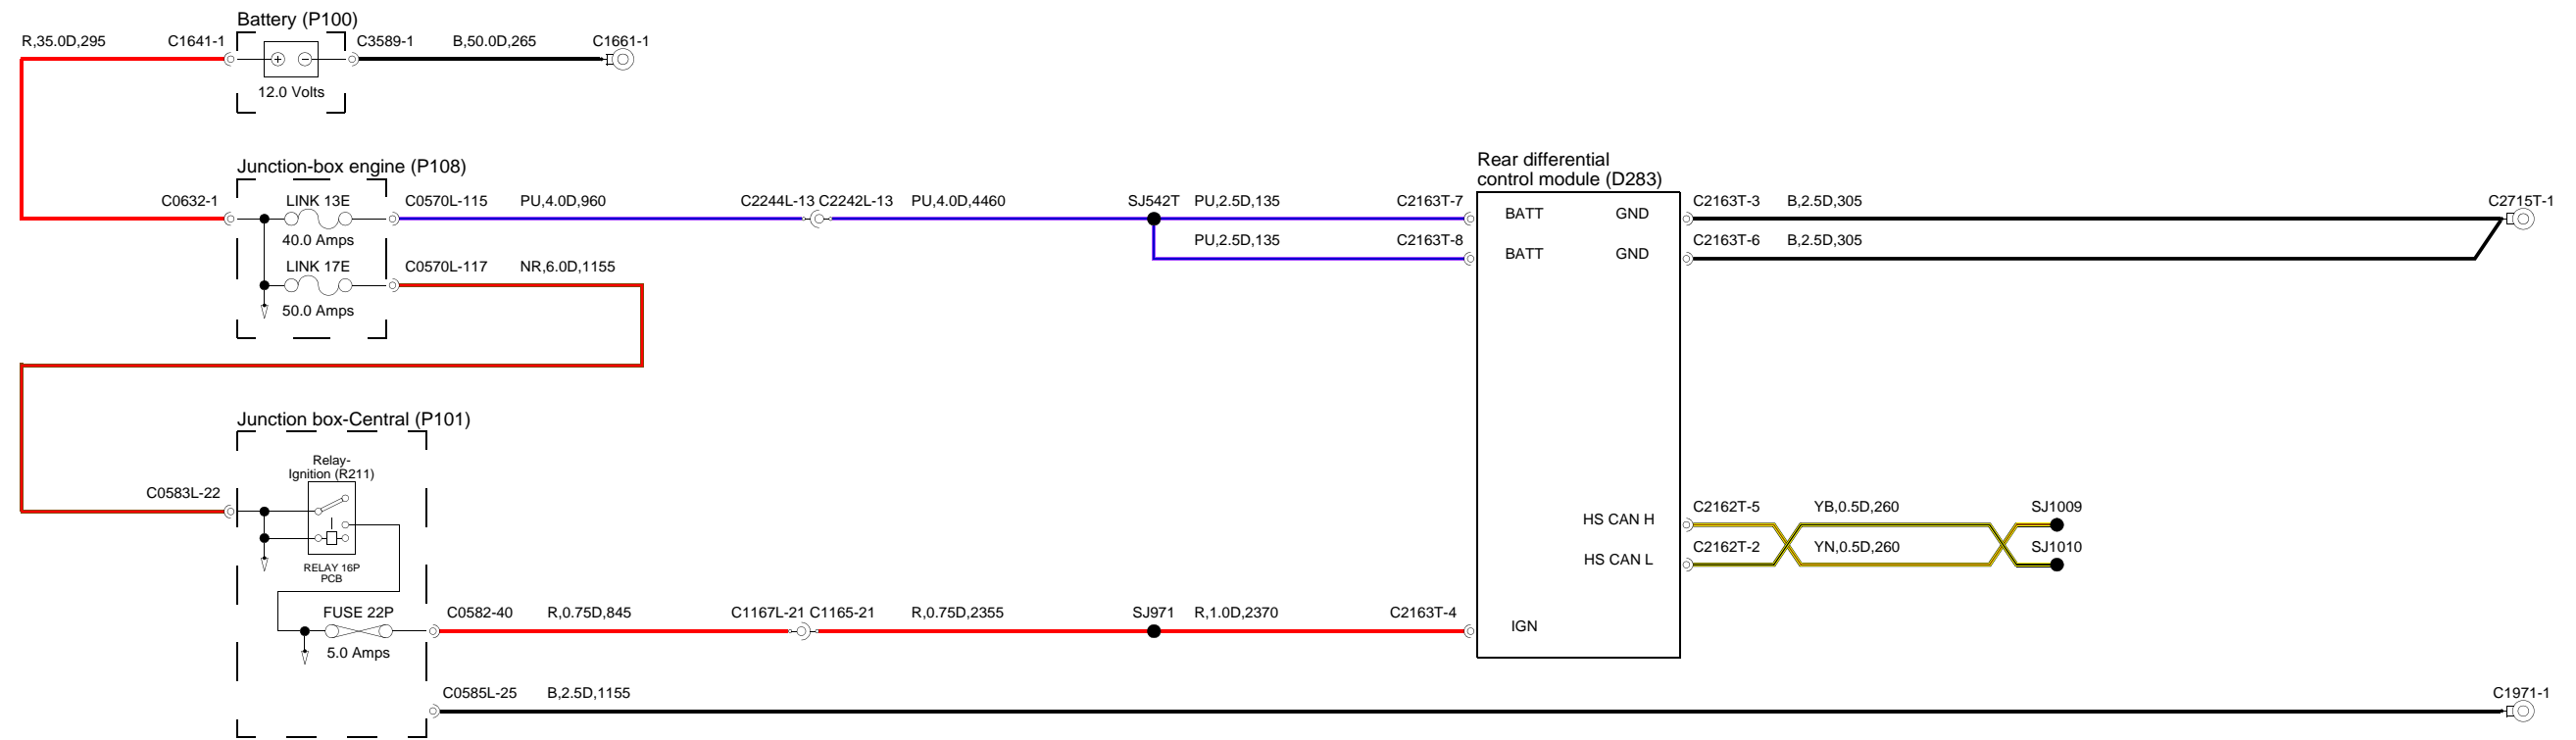 Battery (P100)
R,35.0D,295
C1641-1
C3589-1
B,50.0D,265
C1661-1
12.0 Volts
Junction-box engine (P108)
C0632-1
LINK 13E
C0570L-115
PU,4.0D,960
C2244L-13 C2242L-13
PU,4.0D,4460
SJ542T
PU,2.5D,135
C2163T-7
40.0 Amps
PU,2.5D,135
C2163T-8
LINK 17E
C0570L-117
NR,6.0D,1155
50.0 Amps
Rear differential
control module (D283)
BATT
GND
C2163T-3
B,2.5D,305
C2715T-1
BATT
GND
C2163T-6
B,2.5D,305
Junction box-Central (P101)
Relay-
Ignition (R211)
C0583L-22
RELAY 16P
PCB
HS CAN H
C2162T-5
YB,0.5D,260
SJ1009
HS CAN L
C2162T-2
YN,0.5D,260
SJ1010
FUSE 22P
C0582-40
R,0.75D,845
C1167L-21 C1165-21
R,0.75D,2355
SJ971
R,1.0D,2370
C2163T-4
IGN
5.0 Amps
C0585L-25
B,2.5D,1155
C1971-1